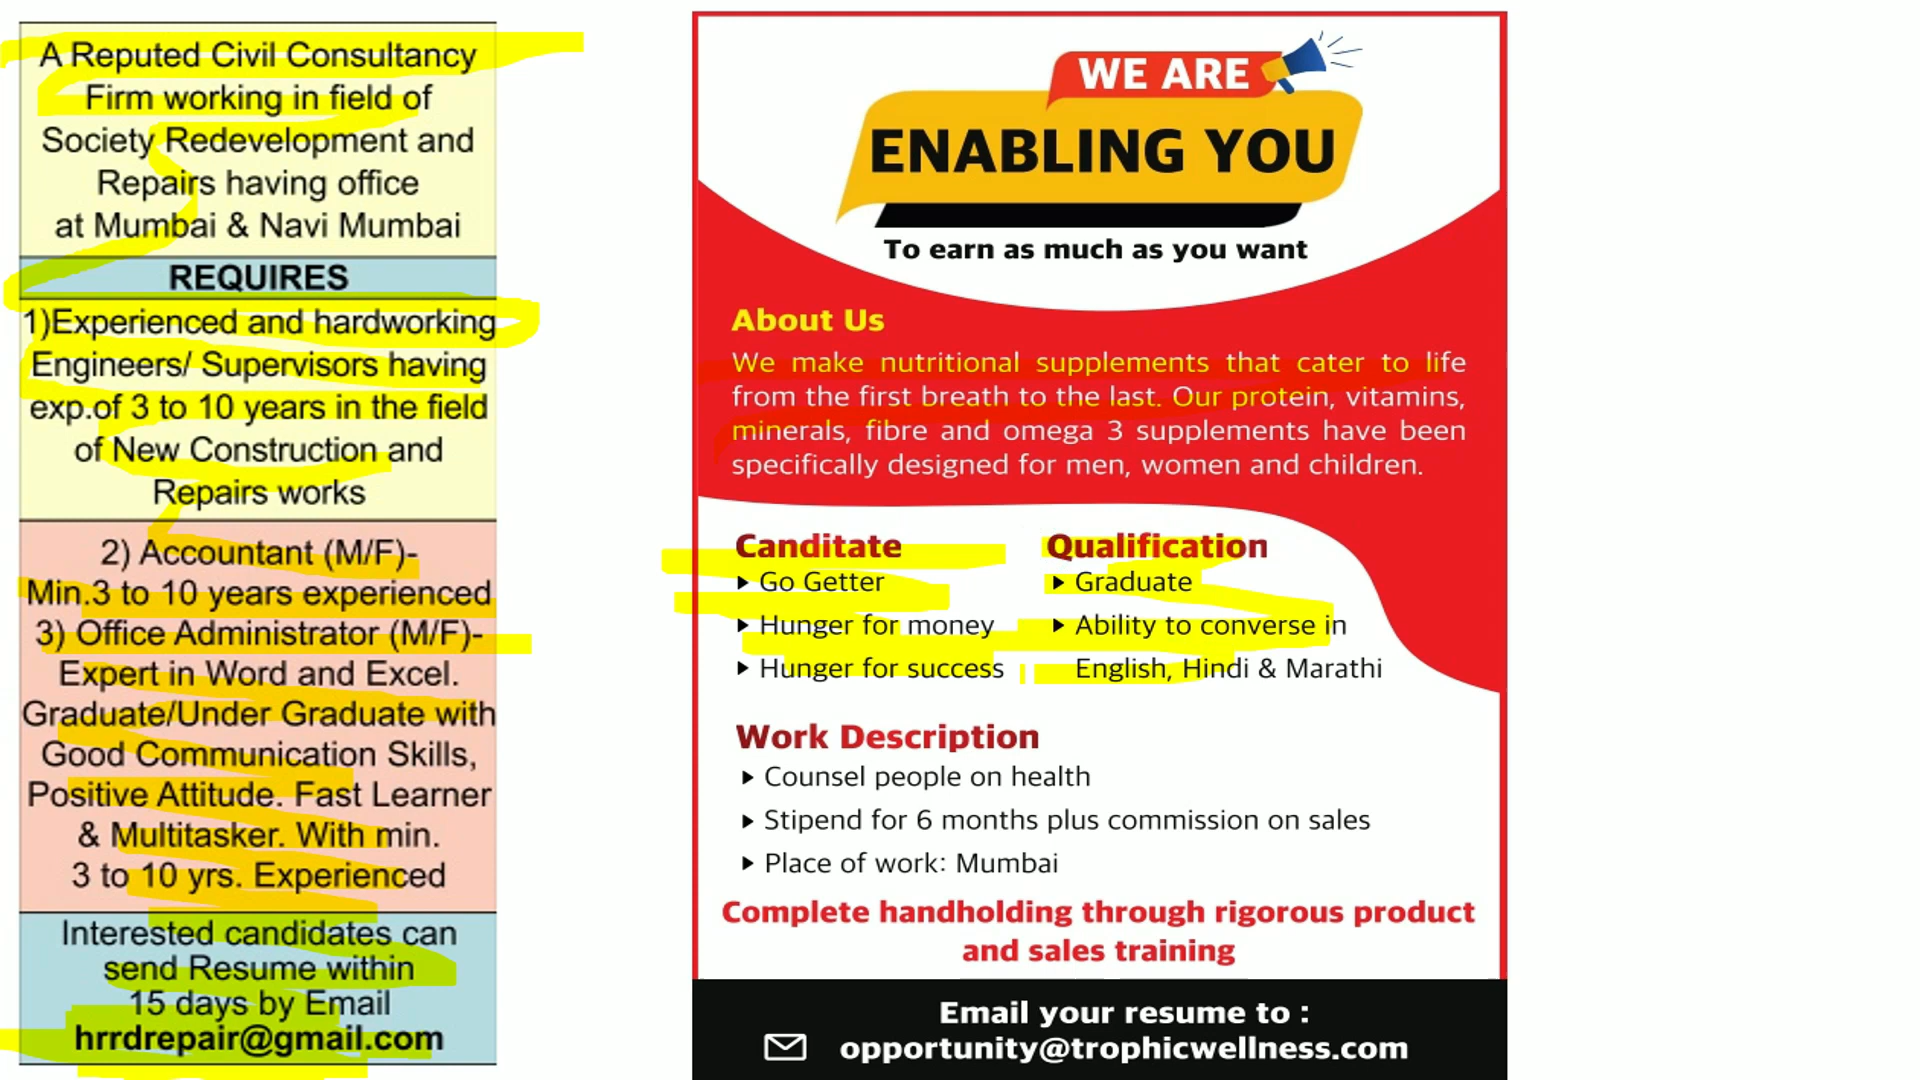 A Reputed Civil Consultancy
Firm working in field of
Society Redevelopment and
Repairs having office
at Mumbai & Navi Mumbai
REQUIRES
1)Experienced and hardworking
Engineers/ Supervisors having
exp.of 3 to 10 years in the field
of New Construction and
Repairs works
2) Accountant (M/F)-
Min.3 to 10 years experienced
3) Office Administrator (M/F)-
Expert in Word and Excel.
Graduate/Under Graduate with
Good Communication Skills,
Positive Attitude. Fast Learner
& Multitasker. With min.
3 to 10 yrs. Experienced
Interested candidates can
send Resume within
15 days by Email
hrrdrepair@gmail.com
WE ARE
ENABLING YOU
To earn as much as you want
About Us
We make nutritional supplements that cater to life
from the first breath to the last. Our protein, vitamins,
minerals, fibre and omega 3 supplements have been
specifically designed for men, women and children.
Canditate
Go Getter
Hunger for money
Hunger for success
Qualification
Graduate
Ability to converse in
English, Hindi & Marathi
Work Description
Counsel people on health
Stipend for 6 months plus commission on sales
Place of work: Mumbai
Complete handholding through rigorous product
and sales training
Email your resume to :
opportunity@trophicwellness.com